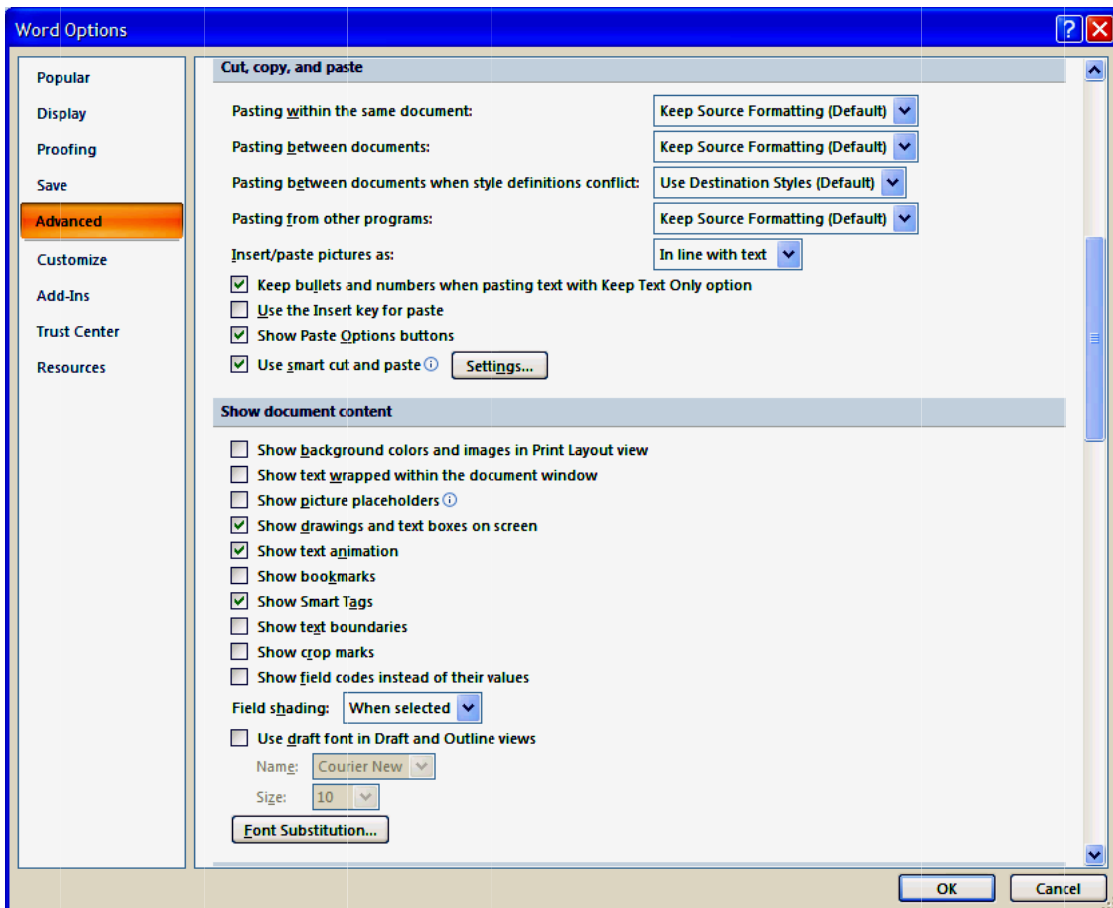 Word Options
?
Popular
Display
Proofing
Save
Advanced
Customize
Add-Ins
Trust Center
Resources
Cut, copy, and paste
Pasting within the same document: Keep Source Formatting (Default)
Pasting between documents: Keep Source Formatting (Default)
Pasting between documents when style definitions conflict: Use Destination Styles (Default)
Pasting from other programs: Keep Source Formatting (Default)
Insert/paste pictures as: In line with text
Keep bullets and numbers when pasting text with Keep Text Only option
Use the Insert key for paste
Show Paste Options buttons
Use smart cut and paste Settings...
Show document content
Show background colors and images in Print Layout view
Show text wrapped within the document window
Show picture placeholders
Show drawings and text boxes on screen
Show text animation
Show bookmarks
Show Smart Tags
Show text boundaries
Show crop marks
Show field codes instead of their values
Field shading: When selected
Use draft font in Draft and Outline views
Name: Courier New
Size: 10
Font Substitution...
OK Cancel